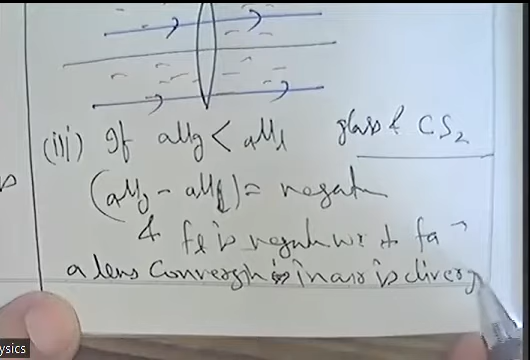 (iii) If aμg < aμl glass & CS₂
(aμg - aμl) = negative
& fl is negative w r t fa →
a lens converging in air is diverg
ysics